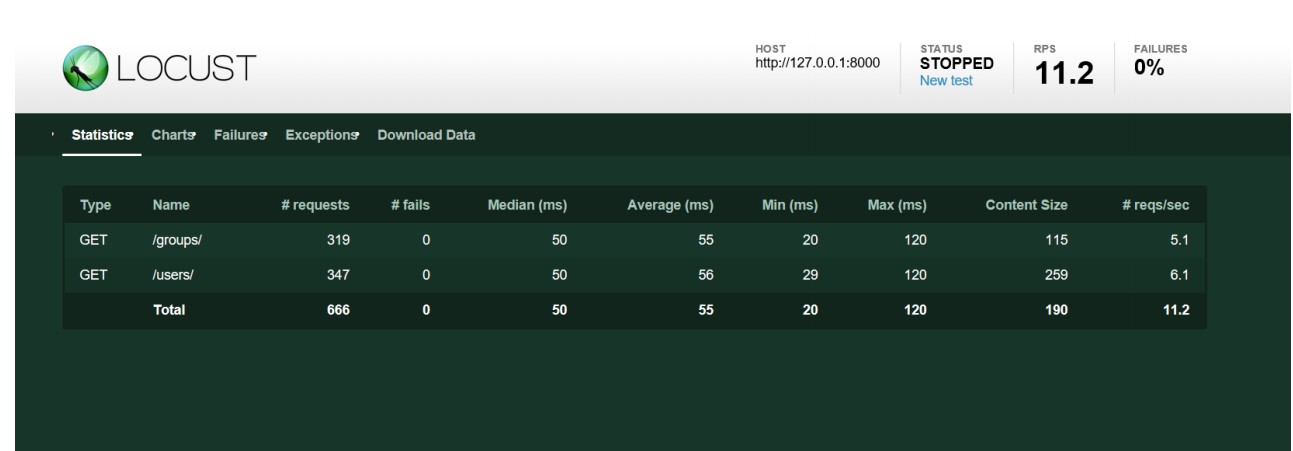 LOCUST
HOST
http://127.0.0.1:8000
STATUS
STOPPED
New test
RPS
11.2
FAILURES
0%
Statistics Charts Failures Exceptions Download Data
Type Name # requests # fails Median (ms) Average (ms) Min (ms) Max (ms) Content Size # reqs/sec
GET /groups/ 319 0 50 55 20 120 115 5.1
GET /users/ 347 0 50 56 29 120 259 6.1
Total 666 0 50 55 20 120 190 11.2